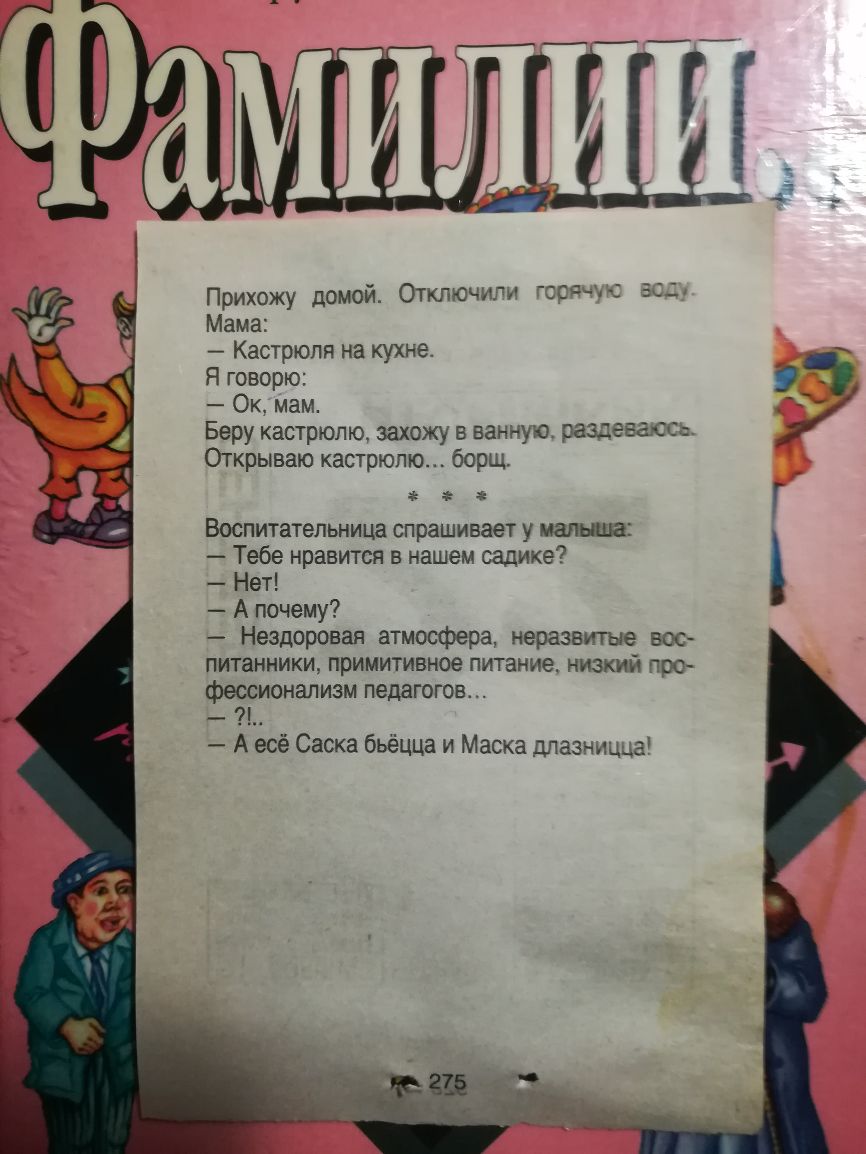 Фамилии
Прихожу домой. Отключили горячую воду.
Мама:
— Кастрюля на кухне.
Я говорю:
— Ок, мам.
Беру кастрюлю, захожу в ванную, раздеваюсь.
Открываю кастрюлю... борщ.
* * *
Воспитательница спрашивает у малыша:
— Тебе нравится в нашем садике?
— Нет!
— А почему?
— Нездоровая атмосфера, неразвитые вос-
питанники, примитивное питание, низкий про-
фессионализм педагогов...
— ?!..
— А есё Саска бьёцца и Маска длазницца!
275